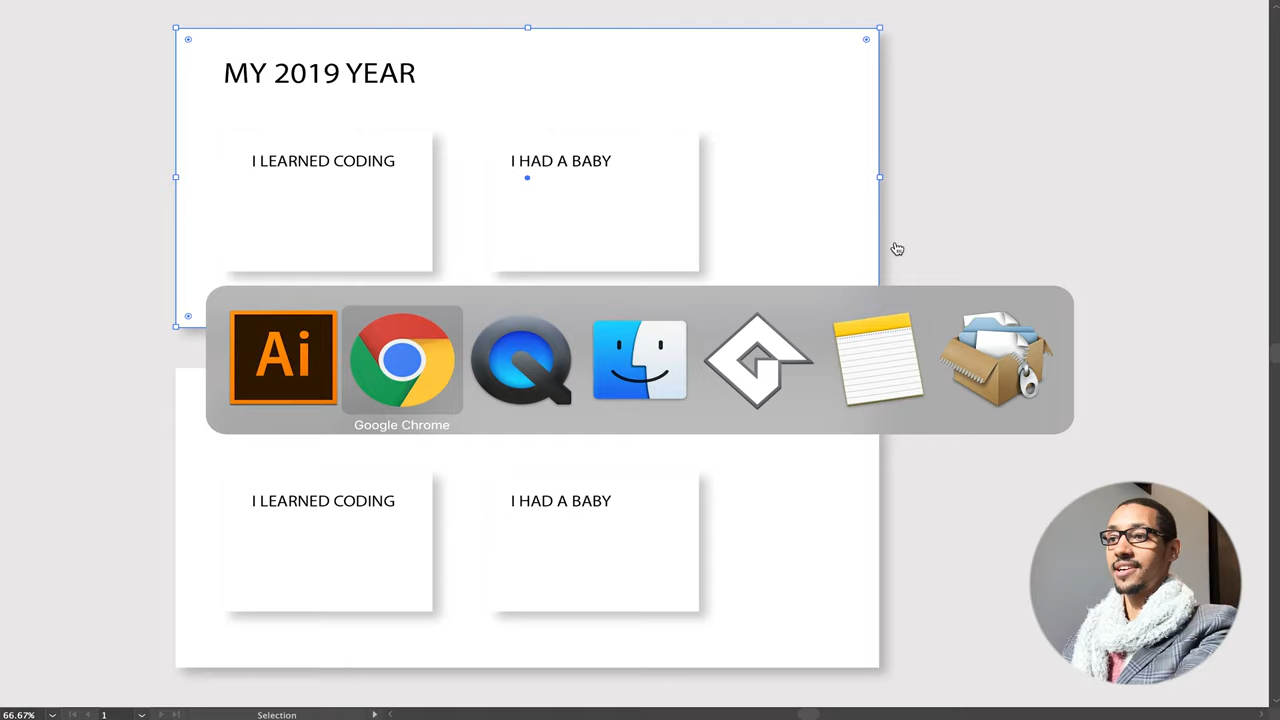 MY 2019 YEAR
I LEARNED CODING
I HAD A BABY
Ai
Google Chrome
I LEARNED CODING
I HAD A BABY
66.67%
1
Selection